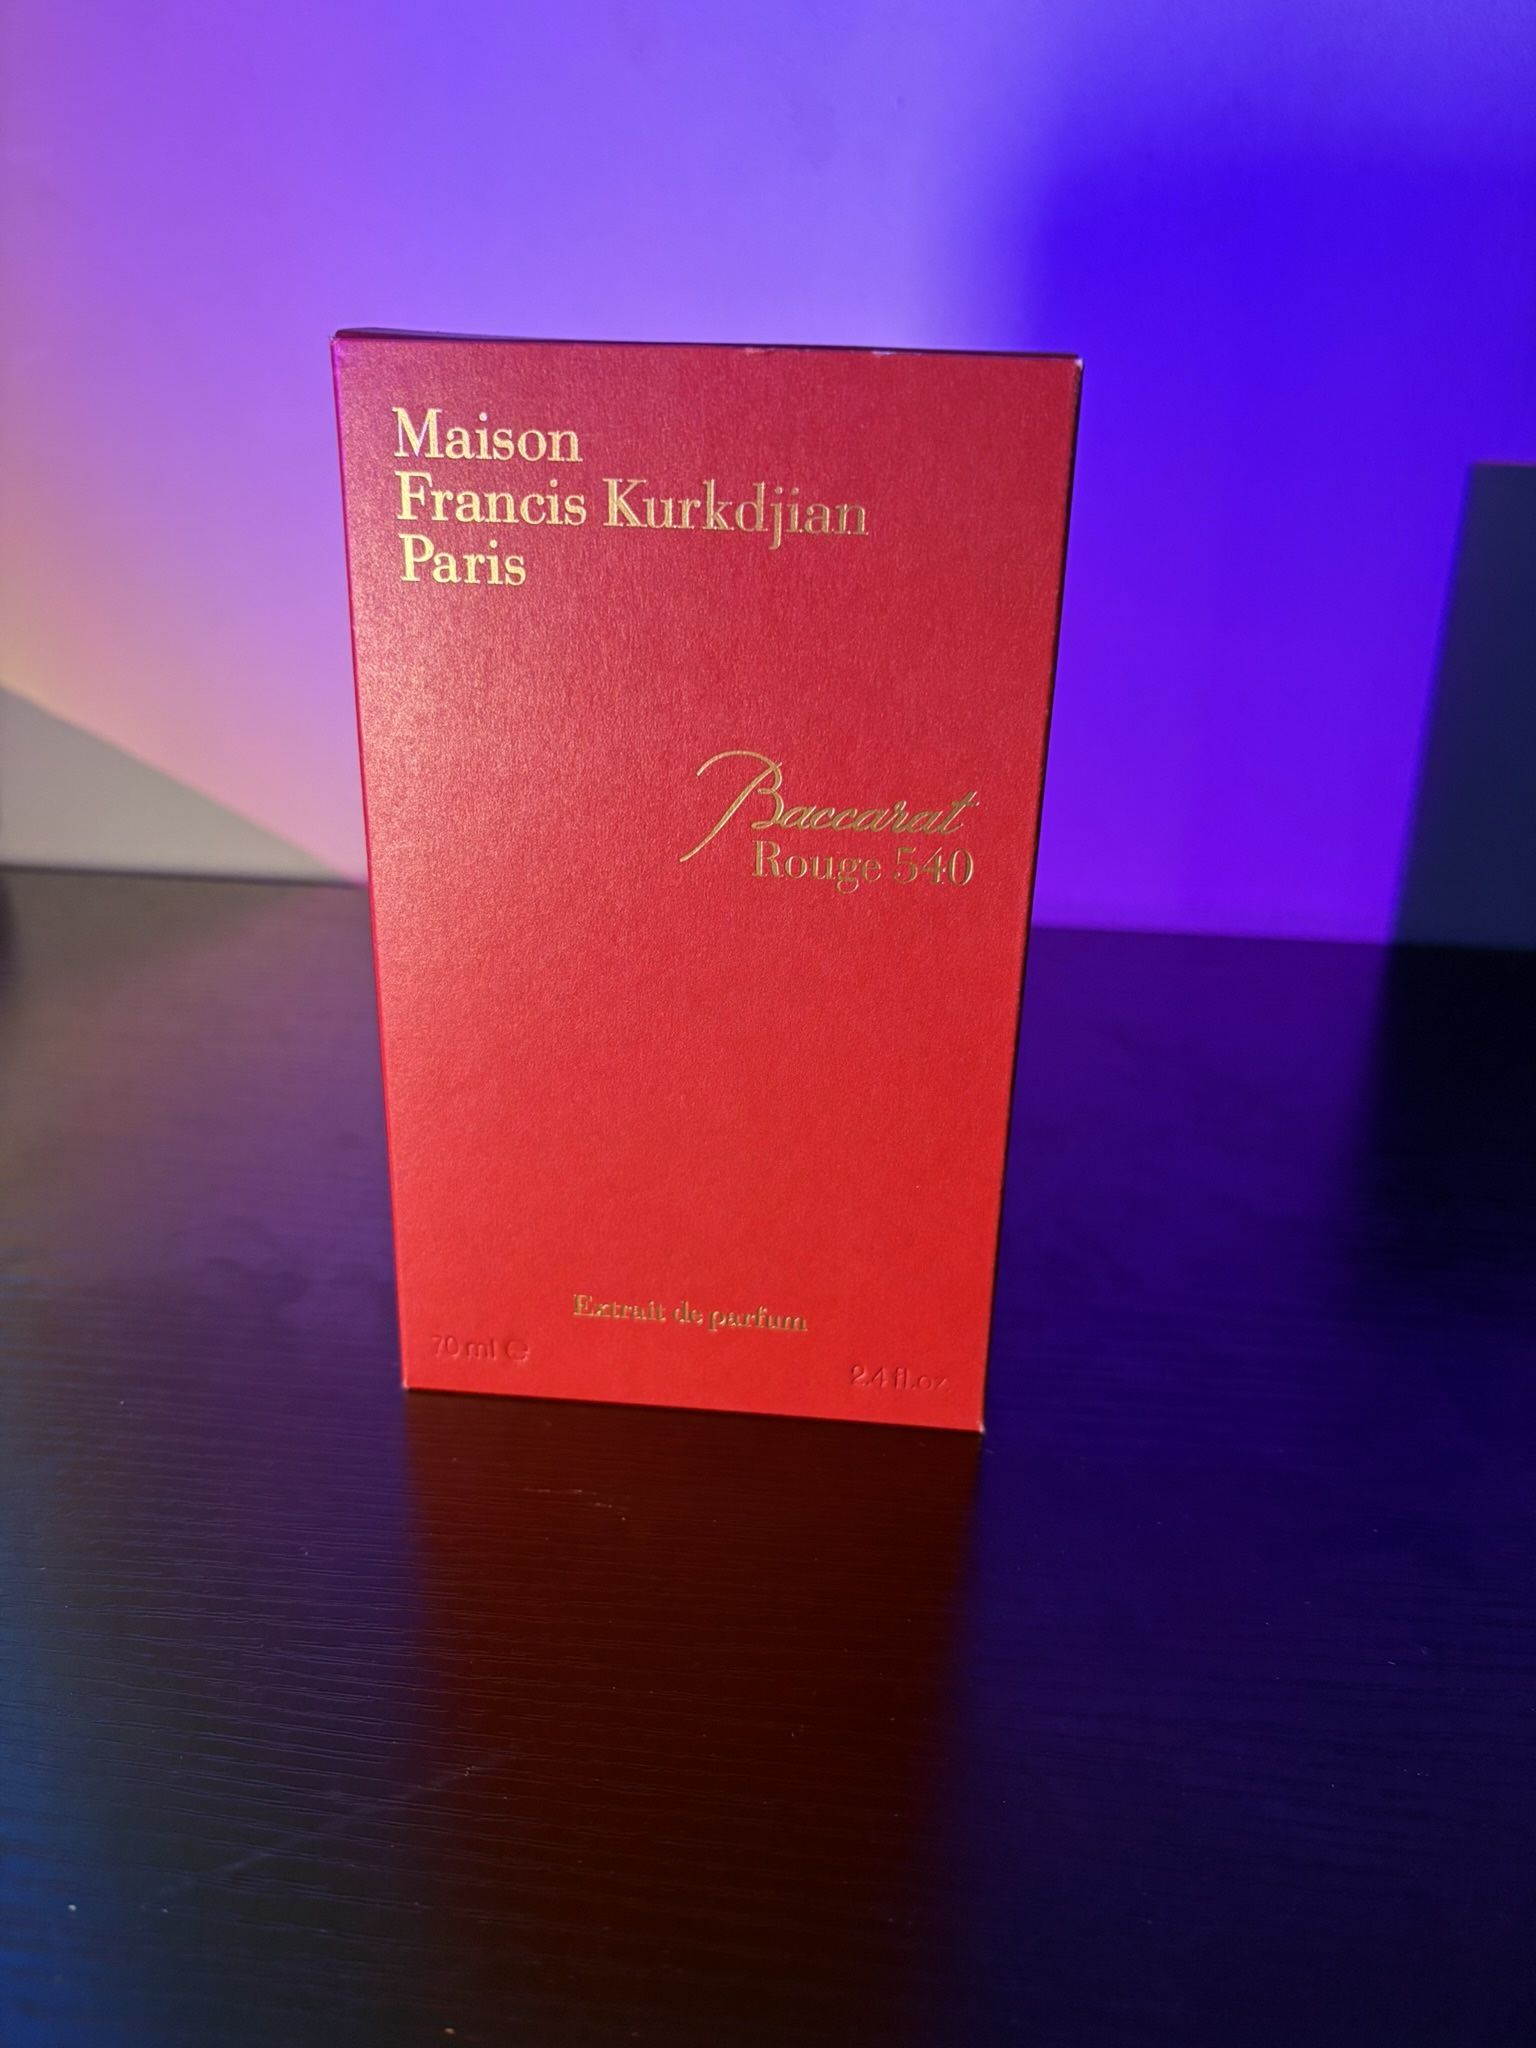 Maison
Francis Kurkdjian
Paris
Baccarat
Rouge 540
Extrait de parfum
70 ml ℮
2.4 fl.oz